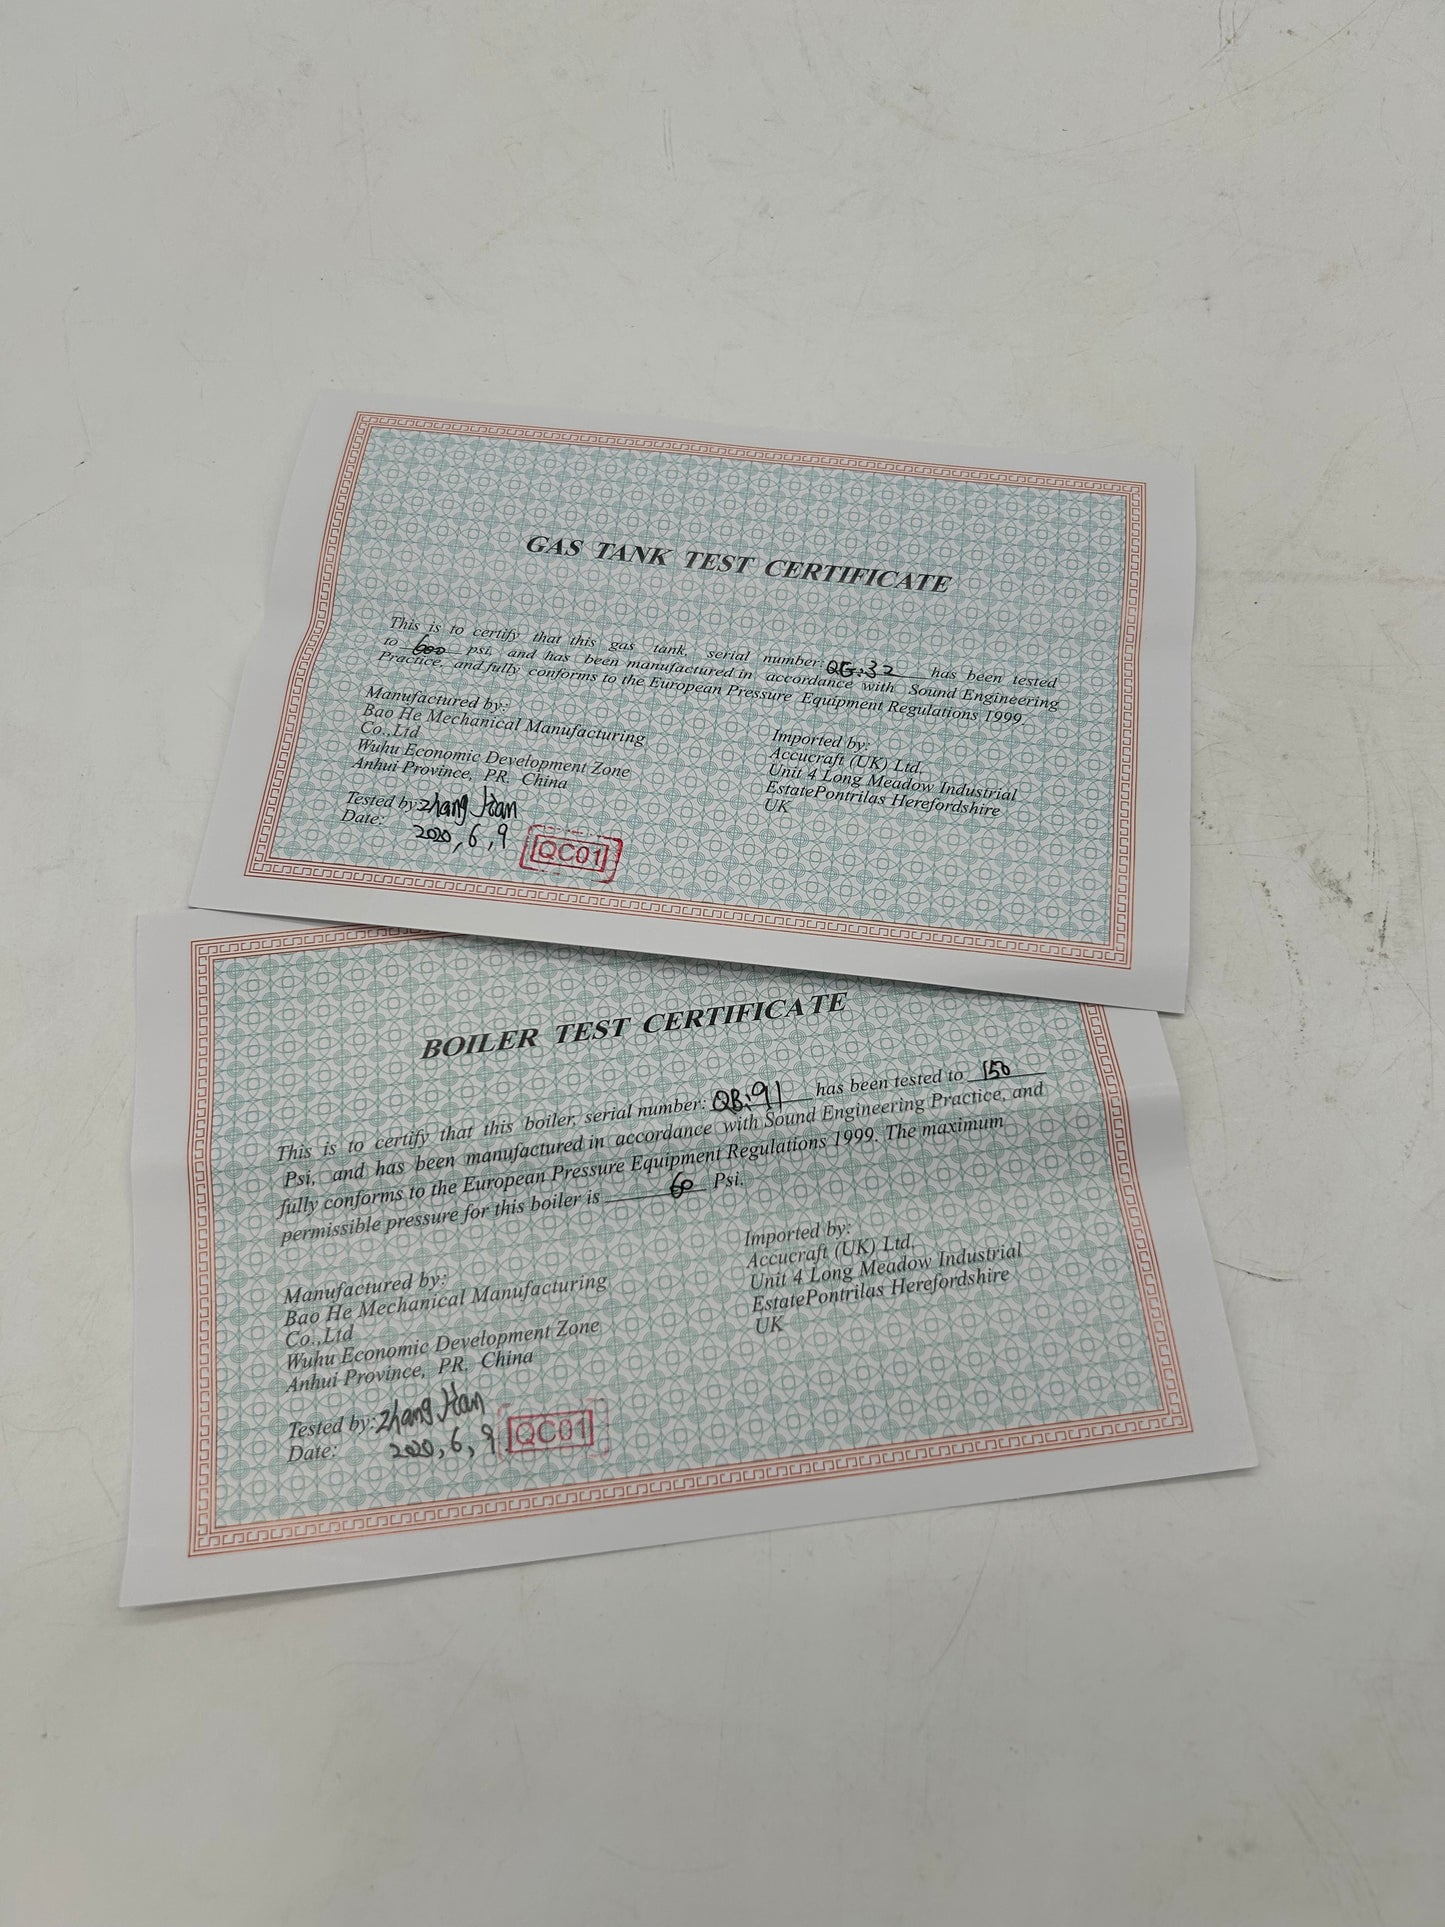 GAS TANK TEST CERTIFICATE
This is to certify that this gas tank, serial number: QG:32 has been tested
to 600 psi, and has been manufactured in accordance with Sound Engineering
Practice, and fully conforms to the European Pressure Equipment Regulations 1999.
Manufactured by:
Bao He Mechanical Manufacturing
Co.,Ltd
Wuhu Economic Development Zone
Anhui Province, PR. China
Imported by:
Accucraft (UK) Ltd.
Unit 4 Long Meadow Industrial
EstatePontrilas Herefordshire
UK
Tested by: Zhang Han
Date: 2020, 6, 9
QC01
BOILER TEST CERTIFICATE
This is to certify that this boiler, serial number: QB:91 has been tested to 150
Psi, and has been manufactured in accordance with Sound Engineering Practice, and
fully conforms to the European Pressure Equipment Regulations 1999. The maximum
permissible pressure for this boiler is 60 Psi.
Manufactured by:
Bao He Mechanical Manufacturing
Co.,Ltd
Wuhu Economic Development Zone
Anhui Province, PR. China
Imported by:
Accucraft (UK) Ltd.
Unit 4 Long Meadow Industrial
EstatePontrilas Herefordshire
UK
Tested by: Zhang Han
Date: 2020, 6, 9
QC01